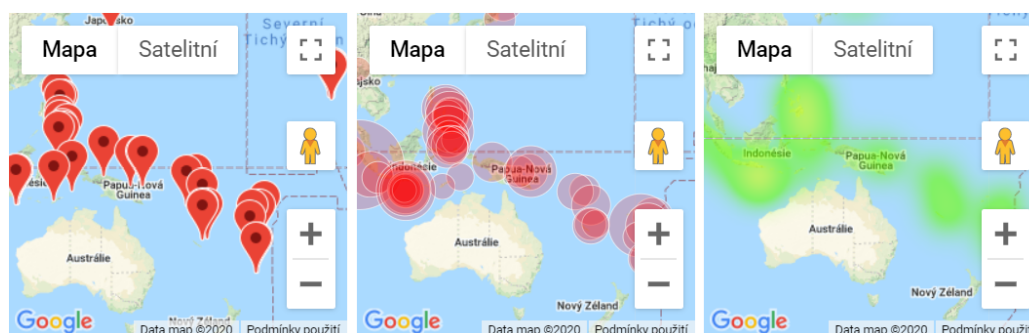 Severní
Tichý
Mapa
Satelitní
Papua-Nová
Guinea
Austrálie
Google
Nový Zéland
Data map ©2020
Podmínky použití
Tichý
Mapa
Satelitní
Indonésie
Papua-Nová
Guinea
Austrálie
Nový Zéland
Google
Data map ©2020
Podmínky použití
Mapa
Satelitní
Indonésie
Papua-Nová
Guinea
Austrálie
Nový Zéland
Google
Data map ©2020
Podmínky použití